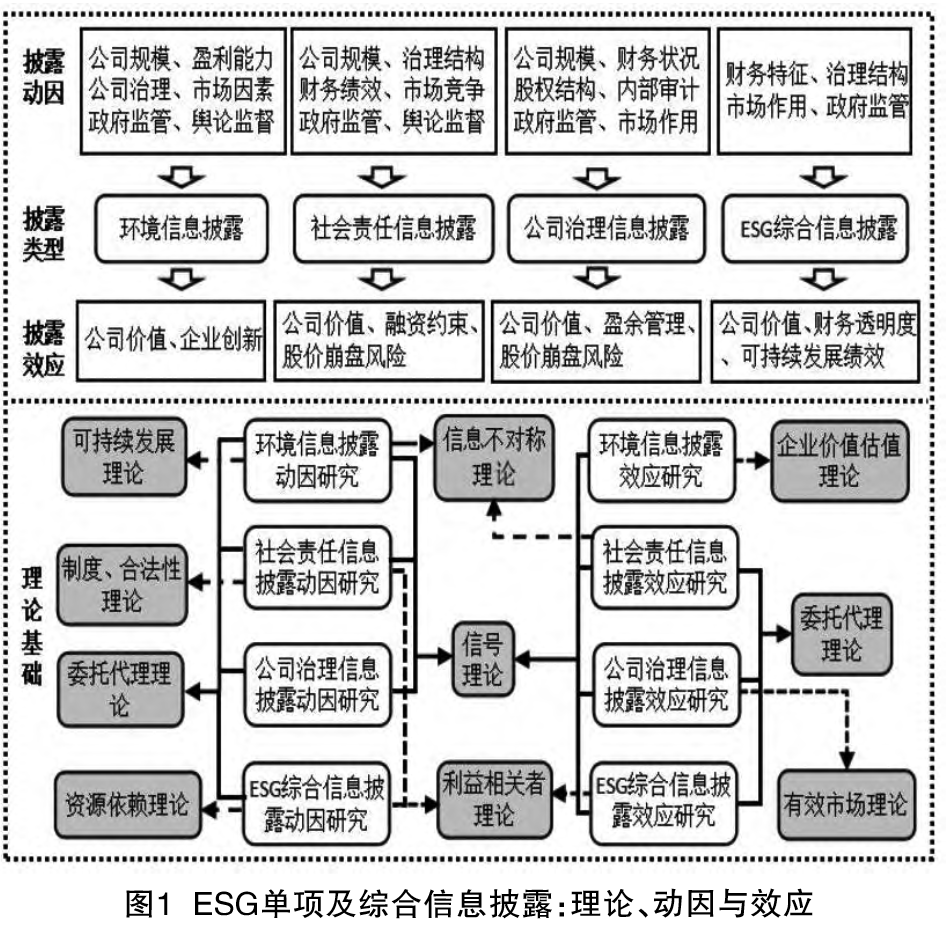 披露
动因
公司规模、盈利能力
公司治理、市场因素
政府监管、舆论监督
公司规模、治理结构
财务绩效、市场竞争
政府监管、舆论监督
公司规模、财务状况
股权结构、内部审计
政府监管、市场作用
财务特征、治理结构
市场作用、政府监管
披露
类型
环境信息披露
社会责任信息披露
公司治理信息披露
ESG综合信息披露
披露
效应
公司价值、企业创新
公司价值、融资约束、
股价崩盘风险
公司价值、盈余管理、
股价崩盘风险
公司价值、财务透明度
、可持续发展绩效
理
论
基
础
可持续发展
理论
环境信息披露
动因研究
信息不对称
理论
环境信息披露
效应研究
企业价值估值
理论
制度、合法性
理论
社会责任信息
披露动因研究
社会责任信息
披露效应研究
委托代理理
论
公司治理信息
披露动因研究
信号
理论
公司治理信息
披露效应研究
委托代理
理论
资源依赖理论
ESG综合信息披
露动因研究
利益相关者
理论
ESG综合信息披
露效应研究
有效市场理论
图1 ESG单项及综合信息披露:理论、动因与效应